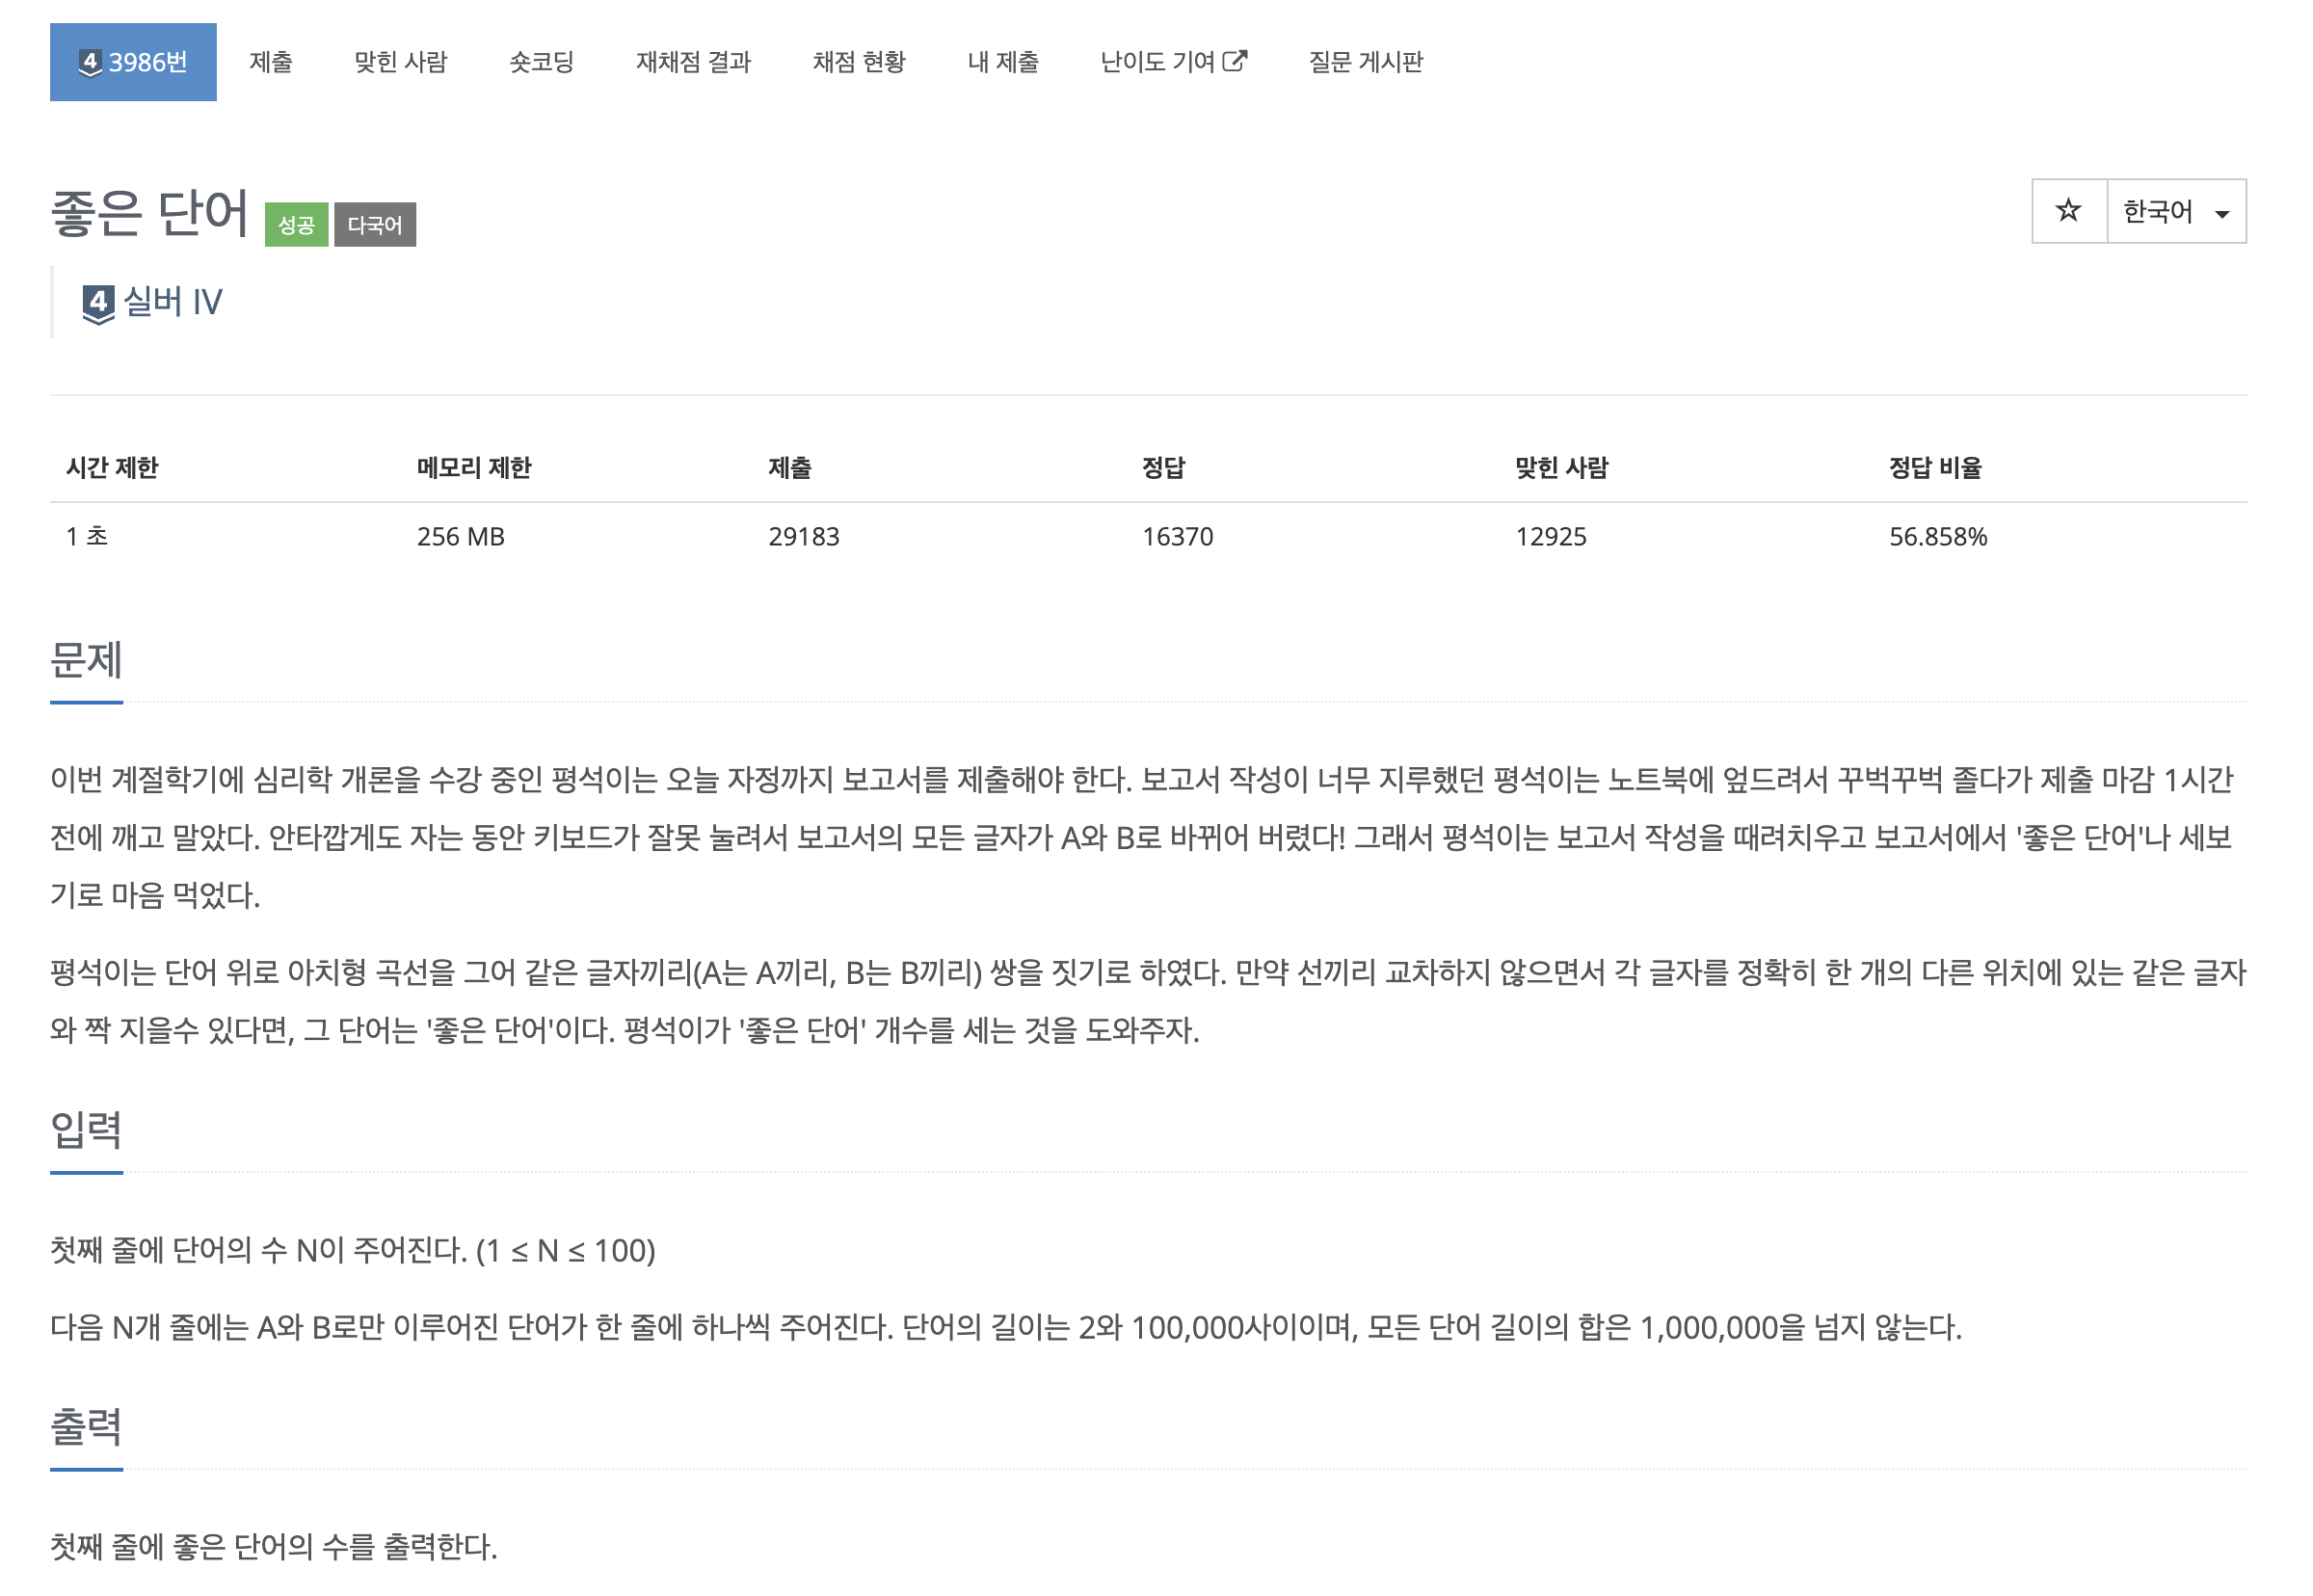 4 3986번 제출 맞힌 사람 숏코딩 재채점 결과 채점 현황 내 제출 난이도 기여 질문 게시판
좋은 단어 성공 다국어 ☆ 한국어
4 실버 IV
시간 제한 메모리 제한 제출 정답 맞힌 사람 정답 비율
1 초 256 MB 29183 16370 12925 56.858%
문제
이번 계절학기에 심리학 개론을 수강 중인 평석이는 오늘 자정까지 보고서를 제출해야 한다. 보고서 작성이 너무 지루했던 평석이는 노트북에 엎드려서 꾸벅꾸벅 졸다가 제출 마감 1시간
전에 깨고 말았다. 안타깝게도 자는 동안 키보드가 잘못 눌려서 보고서의 모든 글자가 A와 B로 바뀌어 버렸다! 그래서 평석이는 보고서 작성을 때려치우고 보고서에서 '좋은 단어'나 세보
기로 마음 먹었다.
평석이는 단어 위로 아치형 곡선을 그어 같은 글자끼리(A는 A끼리, B는 B끼리) 쌍을 짓기로 하였다. 만약 선끼리 교차하지 않으면서 각 글자를 정확히 한 개의 다른 위치에 있는 같은 글자
와 짝 지을수 있다면, 그 단어는 '좋은 단어'이다. 평석이가 '좋은 단어' 개수를 세는 것을 도와주자.
입력
첫째 줄에 단어의 수 N이 주어진다. (1 ≤ N ≤ 100)
다음 N개 줄에는 A와 B로만 이루어진 단어가 한 줄에 하나씩 주어진다. 단어의 길이는 2와 100,000사이이며, 모든 단어 길이의 합은 1,000,000을 넘지 않는다.
출력
첫째 줄에 좋은 단어의 수를 출력한다.